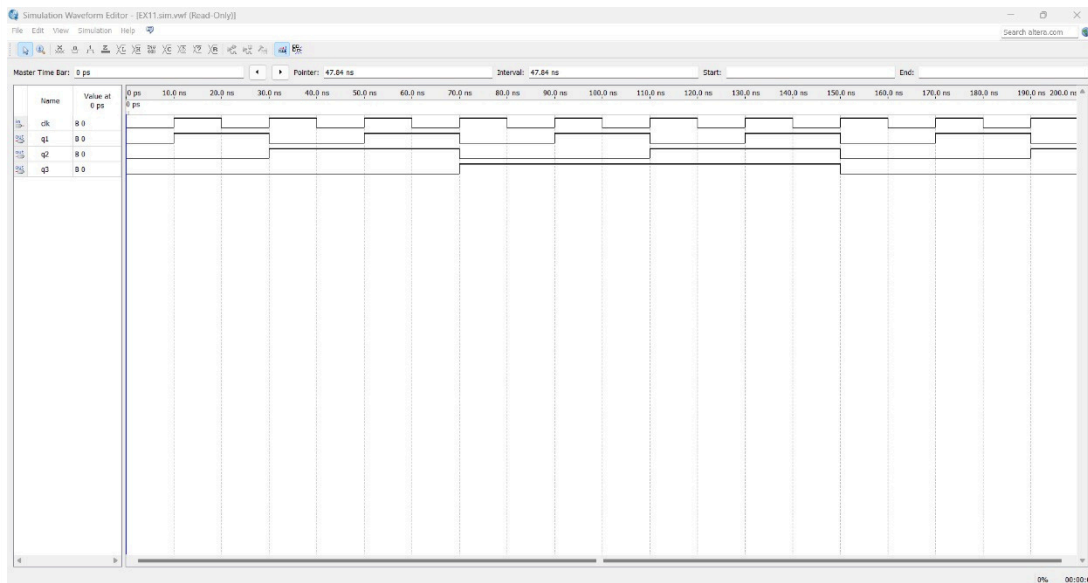 Simulation Waveform Editor - [EX11.sim.vwf (Read-Only)]
File Edit View Simulation Help
Search altera.com
Master Time Bar: 0 ps
Pointer: 47.84 ns
Interval: 47.84 ns
Start:
End:
Name
Value at
0 ps
0 ps 10.0 ns 20.0 ns 30.0 ns 40.0 ns 50.0 ns 60.0 ns 70.0 ns 80.0 ns 90.0 ns 100.0 ns 110.0 ns 120.0 ns 130.0 ns 140.0 ns 150.0 ns 160.0 ns 170.0 ns 180.0 ns 190.0 ns 200.0 ns
0 ps
clk B 0
q1 B 0
q2 B 0
q3 B 0
0% 00:00: